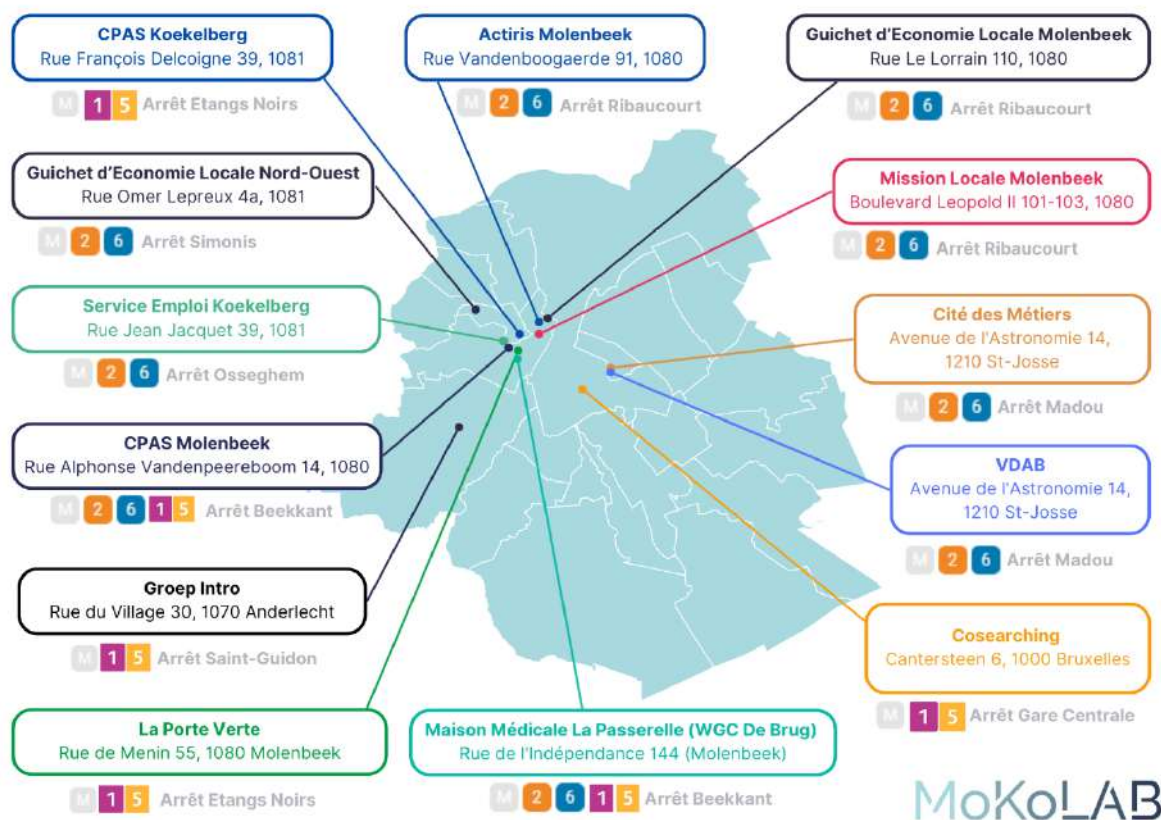 CPAS Koekelberg
Rue François Delcoigne 39, 1081
M 1 5 Arrêt Etangs Noirs
Actiris Molenbeek
Rue Vandenboogaerde 91, 1080
M 2 6 Arrêt Ribaucourt
Guichet d'Economie Locale Molenbeek
Rue Le Lorrain 110, 1080
M 2 6 Arrêt Ribaucourt
Guichet d'Economie Locale Nord-Ouest
Rue Omer Lepreux 4a, 1081
M 2 6 Arrêt Simonis
Mission Locale Molenbeek
Boulevard Leopold II 101-103, 1080
M 2 6 Arrêt Ribaucourt
Service Emploi Koekelberg
Rue Jean Jacquet 39, 1081
M 2 6 Arrêt Osseghem
Cité des Métiers
Avenue de l'Astronomie 14,
1210 St-Josse
M 2 6 Arrêt Madou
CPAS Molenbeek
Rue Alphonse Vandenpeereboom 14, 1080
M 2 6 1 5 Arrêt Beekkant
VDAB
Avenue de l'Astronomie 14,
1210 St-Josse
M 2 6 Arrêt Madou
Groep Intro
Rue du Village 30, 1070 Anderlecht
M 1 5 Arrêt Saint-Guidon
Cosearching
Cantersteen 6, 1000 Bruxelles
M 1 5 Arrêt Gare Centrale
La Porte Verte
Rue de Menin 55, 1080 Molenbeek
M 1 5 Arrêt Etangs Noirs
Maison Médicale La Passerelle (WGC De Brug)
Rue de l'Indépendance 144 (Molenbeek)
M 2 6 1 5 Arrêt Beekkant
MoKoLAB